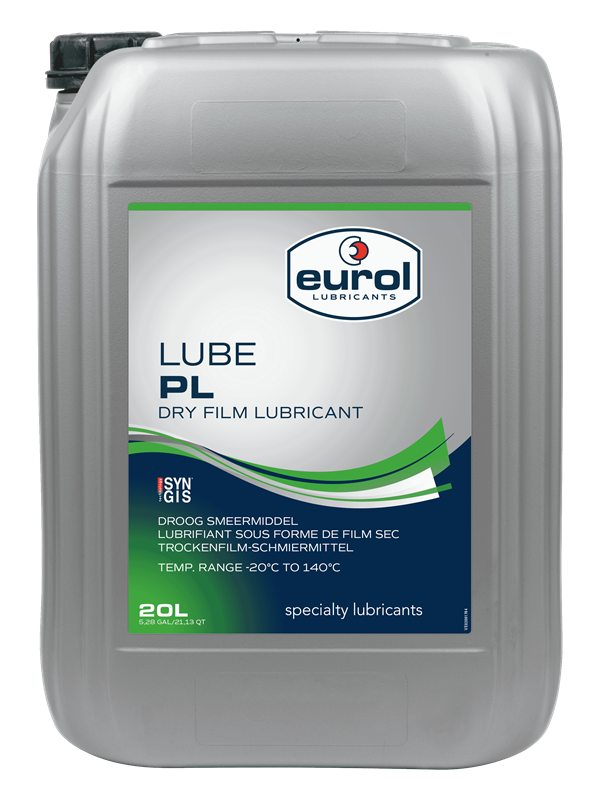 eurol
LUBRICANTS
LUBE
PL
DRY FILM LUBRICANT
SYN
GIS
DROOG SMEERMIDDEL
LUBRIFIANT SOUS FORME DE FILM SEC
TROCKENFILM-SCHMIERMITTEL
TEMP. RANGE -20°C TO 140°C
20L
5,28 GAL/21,13 QT
specialty lubricants